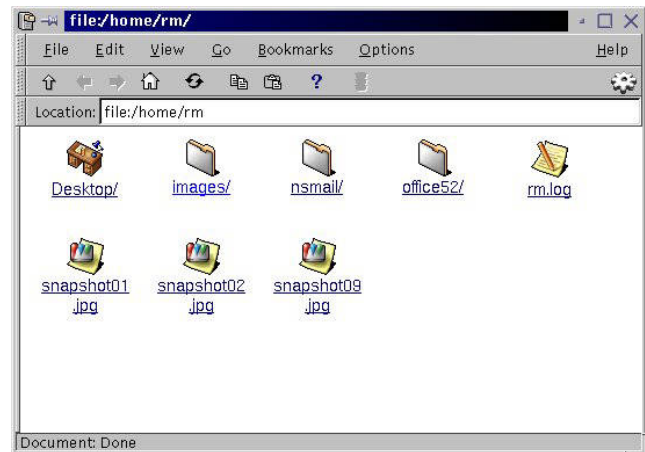 file:/home/rm/
File Edit View Go Bookmarks Options Help
?
Location: file:/home/rm
Desktop/ images/ nsmail/ office52/ rm.log
snapshot01 snapshot02 snapshot09
.jpg .jpg .jpg
Document: Done